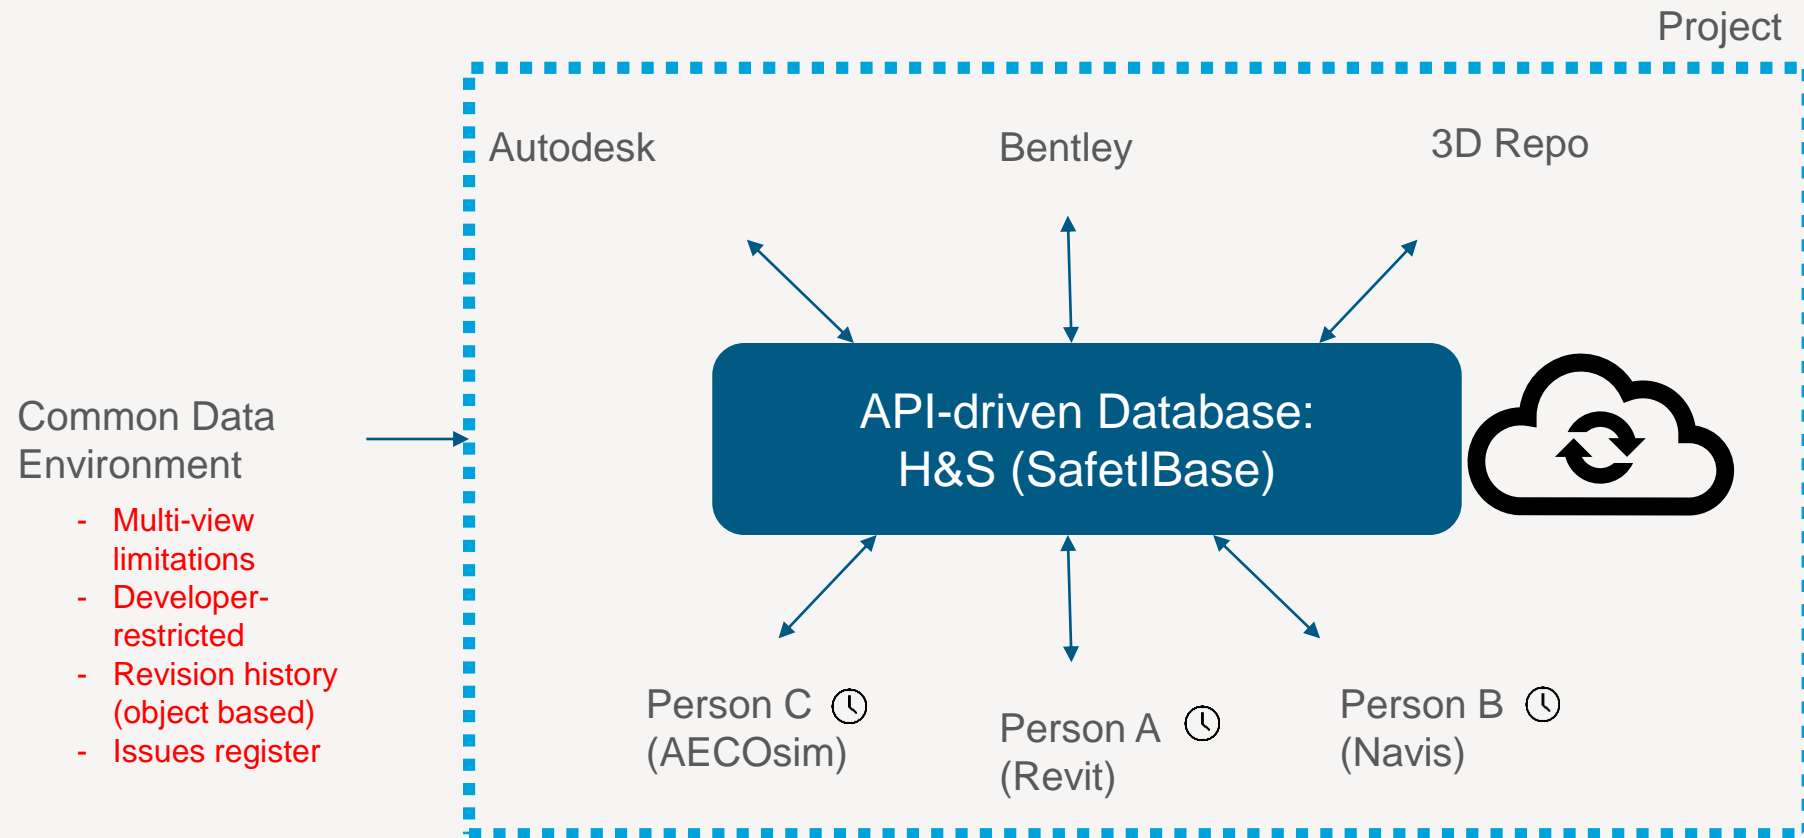 Project
Autodesk
Bentley
3D Repo
API-driven Database:
H&S (SafetIBase)
Common Data
Environment
- Multi-view
limitations
- Developer-
restricted
- Revision history
(object based)
- Issues register
Person C
(AECOsim)
Person A
(Revit)
Person B
(Navis)